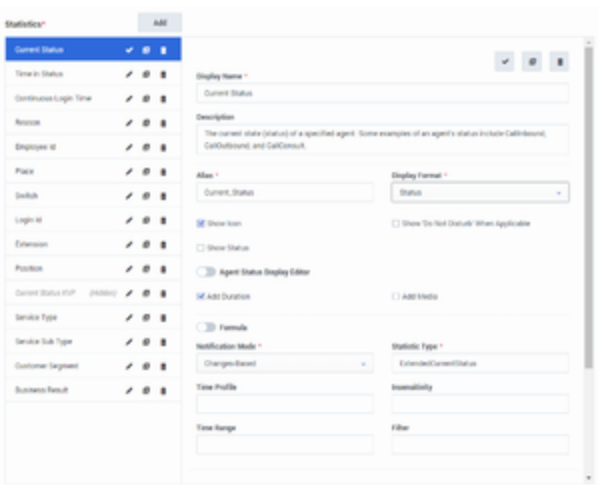 Statistics*
Add
Current Status
Time in Status
Continuous Login Time
Reason
Employee Id
Place
Switch
Login Id
Extension
Position
Current Status KVP (Hidden)
Service Type
Service Sub Type
Customer Segment
Business Result
Display Name *
Current Status
Description
The current state (status) of a specified agent. Some examples of an agent's status include CallInbound,
CallOutbound, and CallConsult.
Alias * Display Format *
Current_Status Status
Show Icon Show 'Do Not Disturb' When Applicable
Show Status
Agent Status Display Editor
Add Duration Add Media
Formula
Notification Mode * Statistic Type *
Changes-Based ExtendedCurrentStatus
Time Profile Insensitivity
Time Range Filter